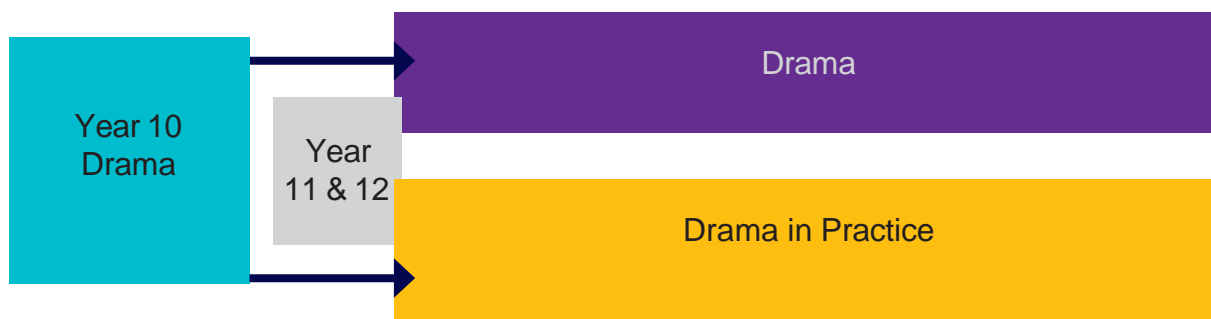 Year 10
Drama
Year
11 & 12
Drama
Drama in Practice